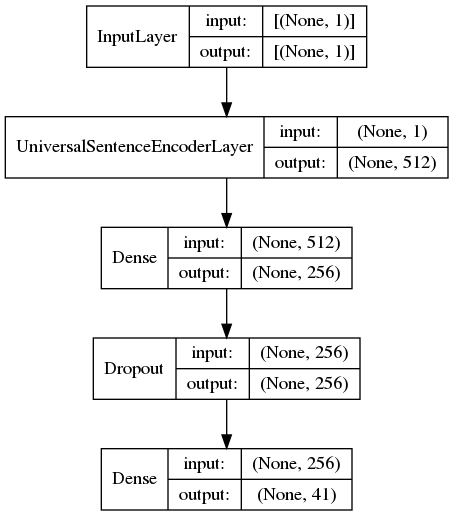 InputLayer input: [(None, 1)]
output: [(None, 1)]
UniversalSentenceEncoderLayer input: (None, 1)
output: (None, 512)
Dense input: (None, 512)
output: (None, 256)
Dropout input: (None, 256)
output: (None, 256)
Dense input: (None, 256)
output: (None, 41)